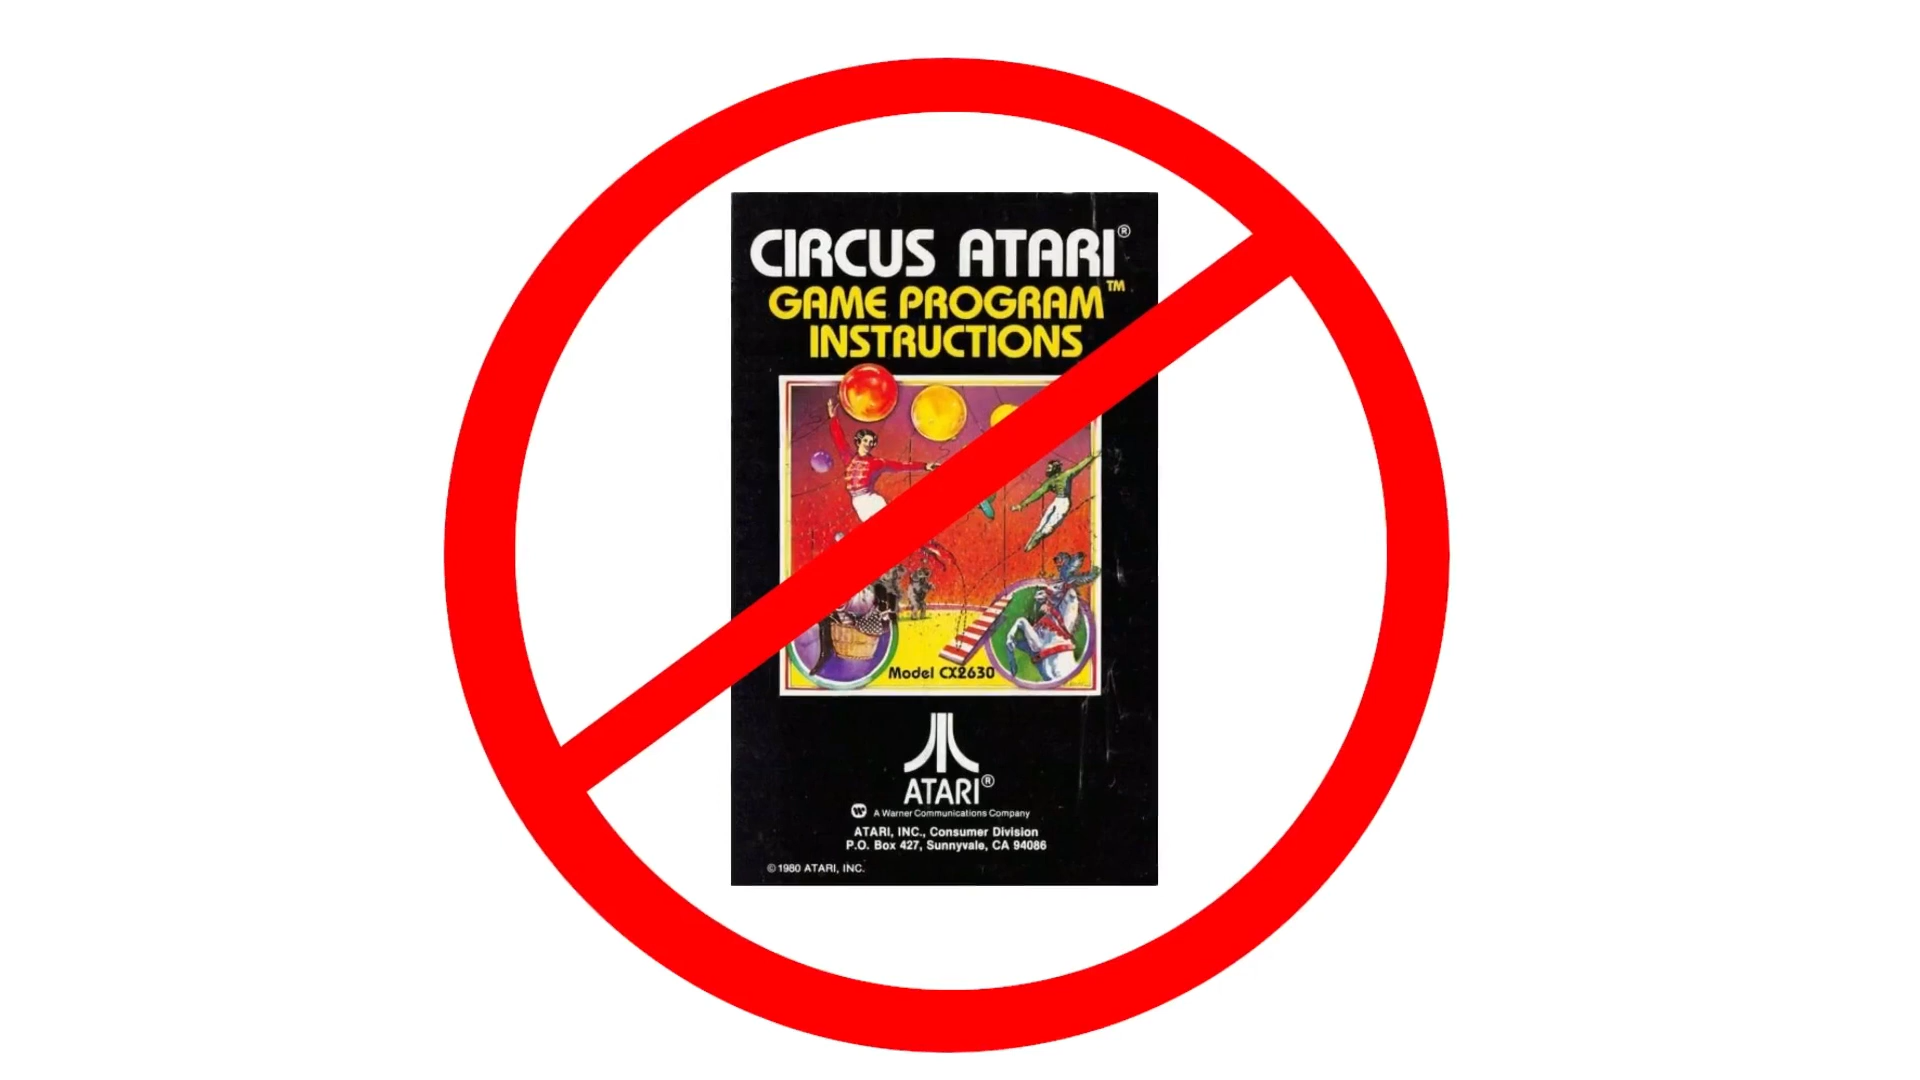 CIRCUS ATARI®
GAME PROGRAM™
INSTRUCTIONS
Model CX2630
ATARI®
A Warner Communications Company
ATARI, INC., Consumer Division
P.O. Box 427, Sunnyvale, CA 94086
© 1980 ATARI, INC.